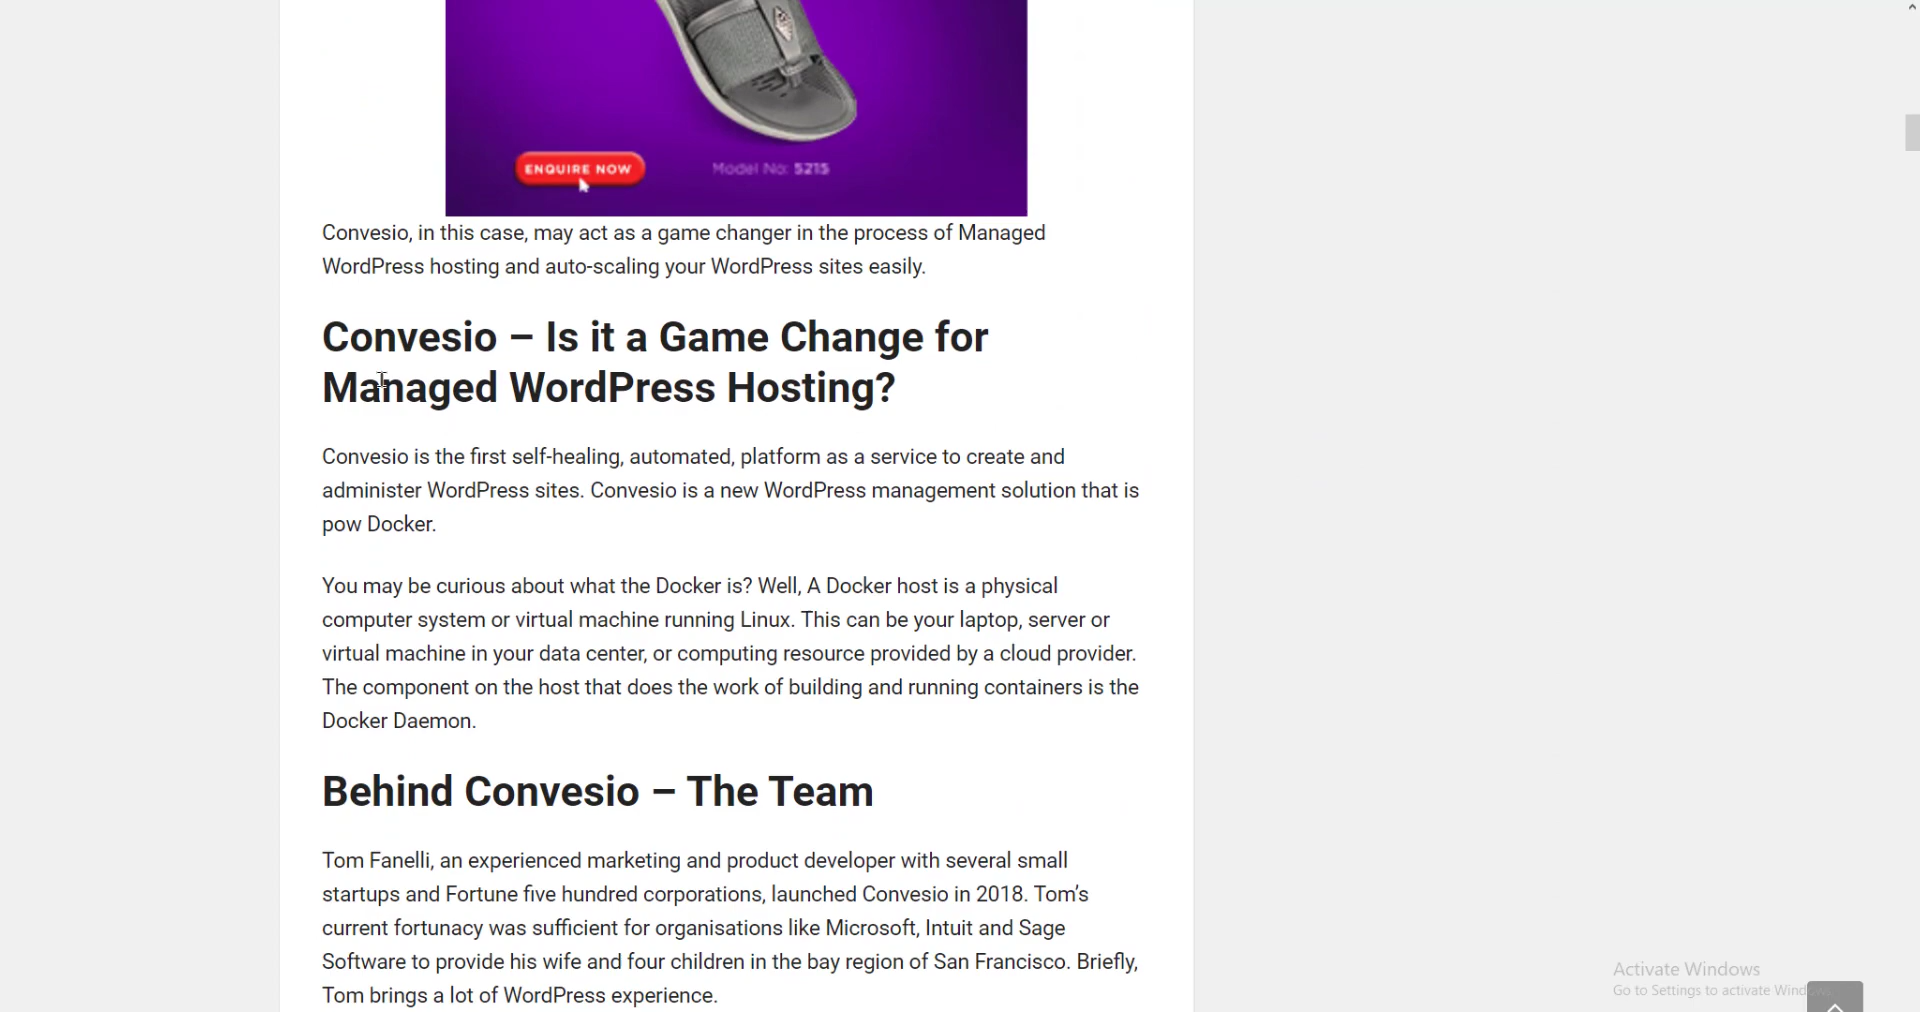 ENQUIRE NOW
Model No: 5215
Convesio, in this case, may act as a game changer in the process of Managed
WordPress hosting and auto-scaling your WordPress sites easily.
Convesio – Is it a Game Change for
Managed WordPress Hosting?
Convesio is the first self-healing, automated, platform as a service to create and
administer WordPress sites. Convesio is a new WordPress management solution that is
pow Docker.
You may be curious about what the Docker is? Well, A Docker host is a physical
computer system or virtual machine running Linux. This can be your laptop, server or
virtual machine in your data center, or computing resource provided by a cloud provider.
The component on the host that does the work of building and running containers is the
Docker Daemon.
Behind Convesio – The Team
Tom Fanelli, an experienced marketing and product developer with several small
startups and Fortune five hundred corporations, launched Convesio in 2018. Tom’s
current fortunacy was sufficient for organisations like Microsoft, Intuit and Sage
Software to provide his wife and four children in the bay region of San Francisco. Briefly,
Tom brings a lot of WordPress experience.
Activate Windows
Go to Settings to activate